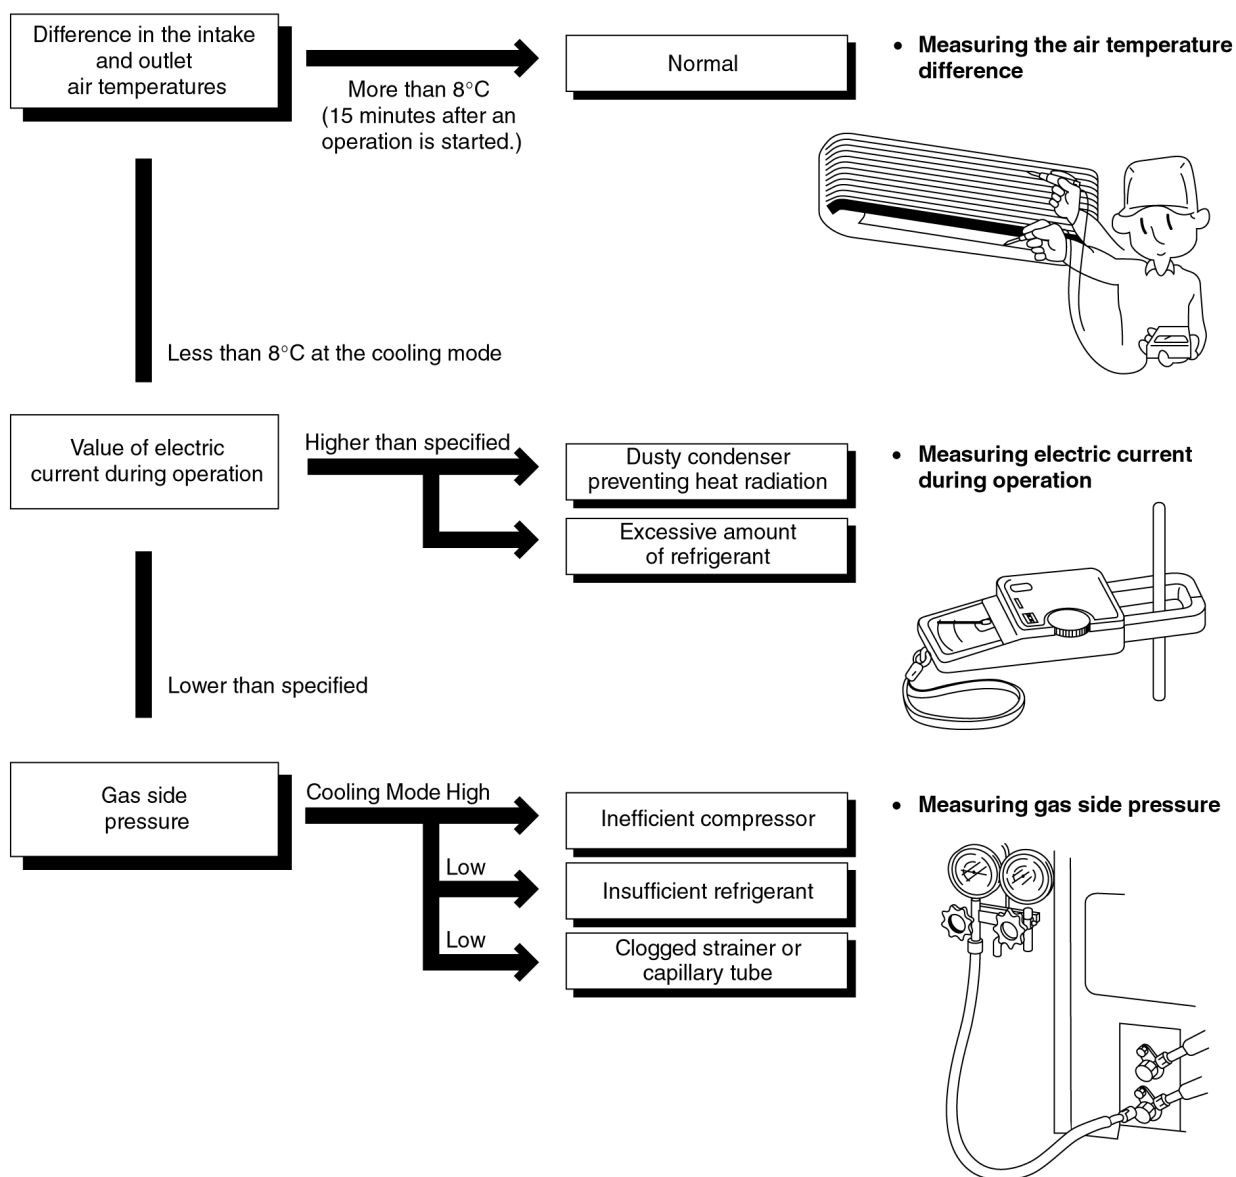 Difference in the intake
and outlet
air temperatures
More than 8°C
(15 minutes after an
operation is started.)
Normal
• Measuring the air temperature
difference
Less than 8°C at the cooling mode
Value of electric
current during operation
Higher than specified
Dusty condenser
preventing heat radiation
Excessive amount
of refrigerant
• Measuring electric current
during operation
Lower than specified
Gas side
pressure
Cooling Mode High
Inefficient compressor
Low
Insufficient refrigerant
Low
Clogged strainer or
capillary tube
• Measuring gas side pressure